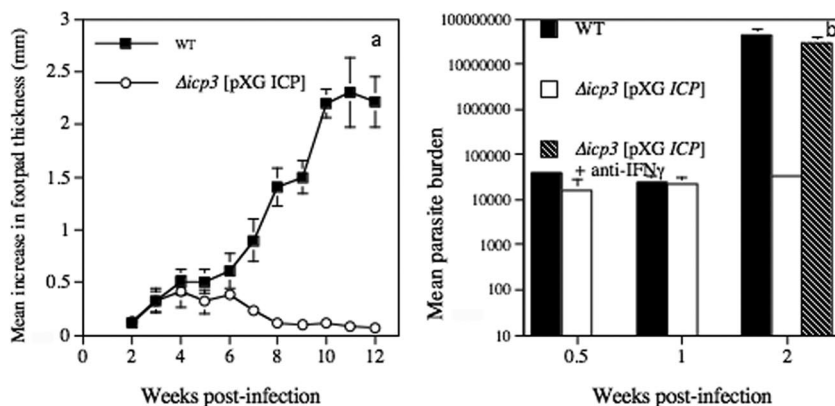 a
WT
Δicp3 [pXG ICP]
3
2.5
2
1.5
1
0.5
0
0
2
4
6
8
10
12
Mean increase in footpad thickness (mm)
Weeks post-infection
b
WT
Δicp3 [pXG ICP]
Δicp3 [pXG ICP]
+ anti-IFNγ
100000000
10000000
100000
10000
1000
100
10
0.5
1
2
Mean parasite burden
Weeks post-infection